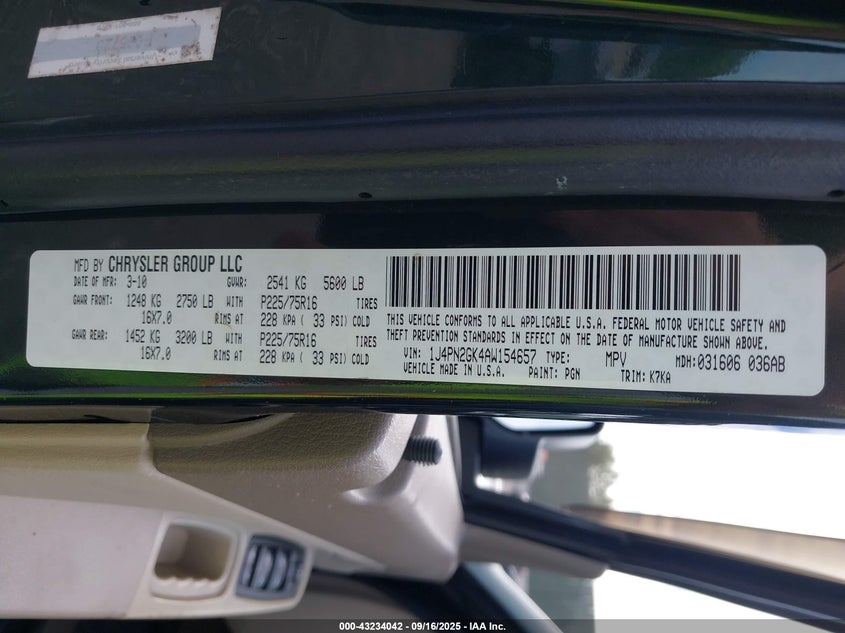 MFD BY CHRYSLER GROUP LLC
DATE OF MFR: 3-10 GVWR: 2541 KG 5600 LB
GAWR FRONT: 1248 KG 2750 LB WITH P225/75R16 TIRES
16X7.0 RIMS AT 228 KPA ( 33 PSI) COLD
GAWR REAR: 1452 KG 3200 LB WITH P225/75R16 TIRES
16X7.0 RIMS AT 228 KPA ( 33 PSI) COLD
THIS VEHICLE CONFORMS TO ALL APPLICABLE U.S.A. FEDERAL MOTOR VEHICLE SAFETY AND
THEFT PREVENTION STANDARDS IN EFFECT ON THE DATE OF MANUFACTURE SHOWN ABOVE.
VIN: 1J4PN2GK4AW154657 TYPE: MPV MDH:031606 036AB
VEHICLE MADE IN U.S.A. PAINT: PGN TRIM: K7KA
000-43234042 - 09/16/2025 - IAA Inc.